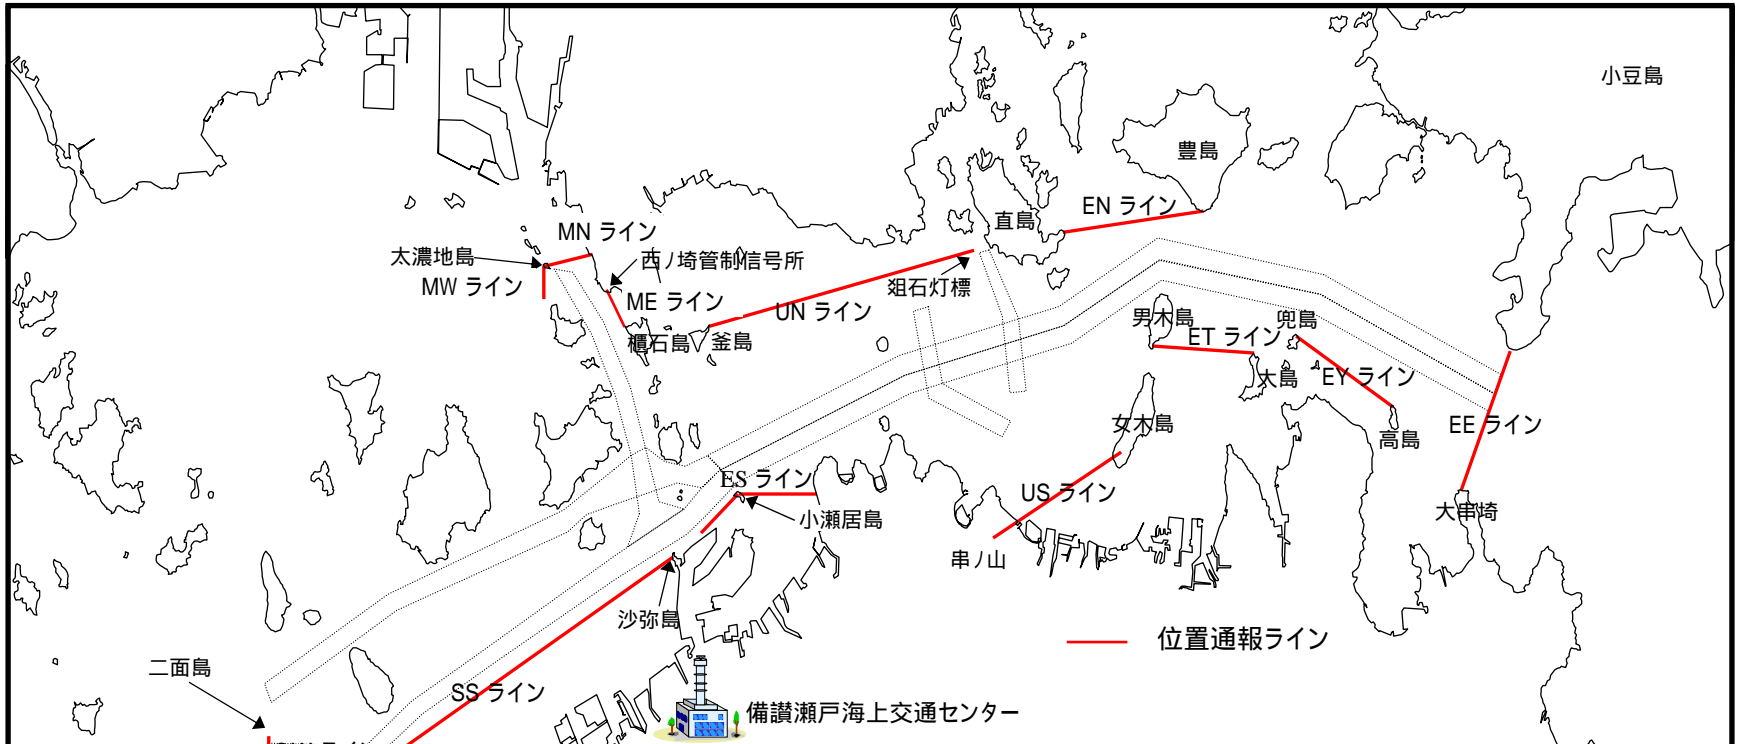 小豆島
豊島
EN ライン
直島
MN ライン
太濃地島
西ノ埼管制信号所
MW ライン
ME ライン
俎石灯標
UN ライン
男木島
兜島
櫃石島
釜島
ET ライン
大島
EY ライン
女木島
高島
EE ライン
ES ライン
US ライン
小瀬居島
大串埼
串ノ山
沙弥島
位置通報ライン
二面島
SS ライン
備讃瀬戸海上交通センター